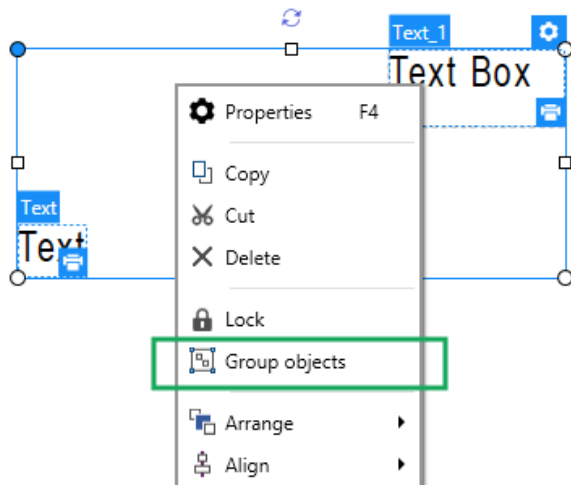 Text_1
Text Box
Properties F4
Copy
Text
Cut
Text
Delete
Lock
Group objects
Arrange
Align